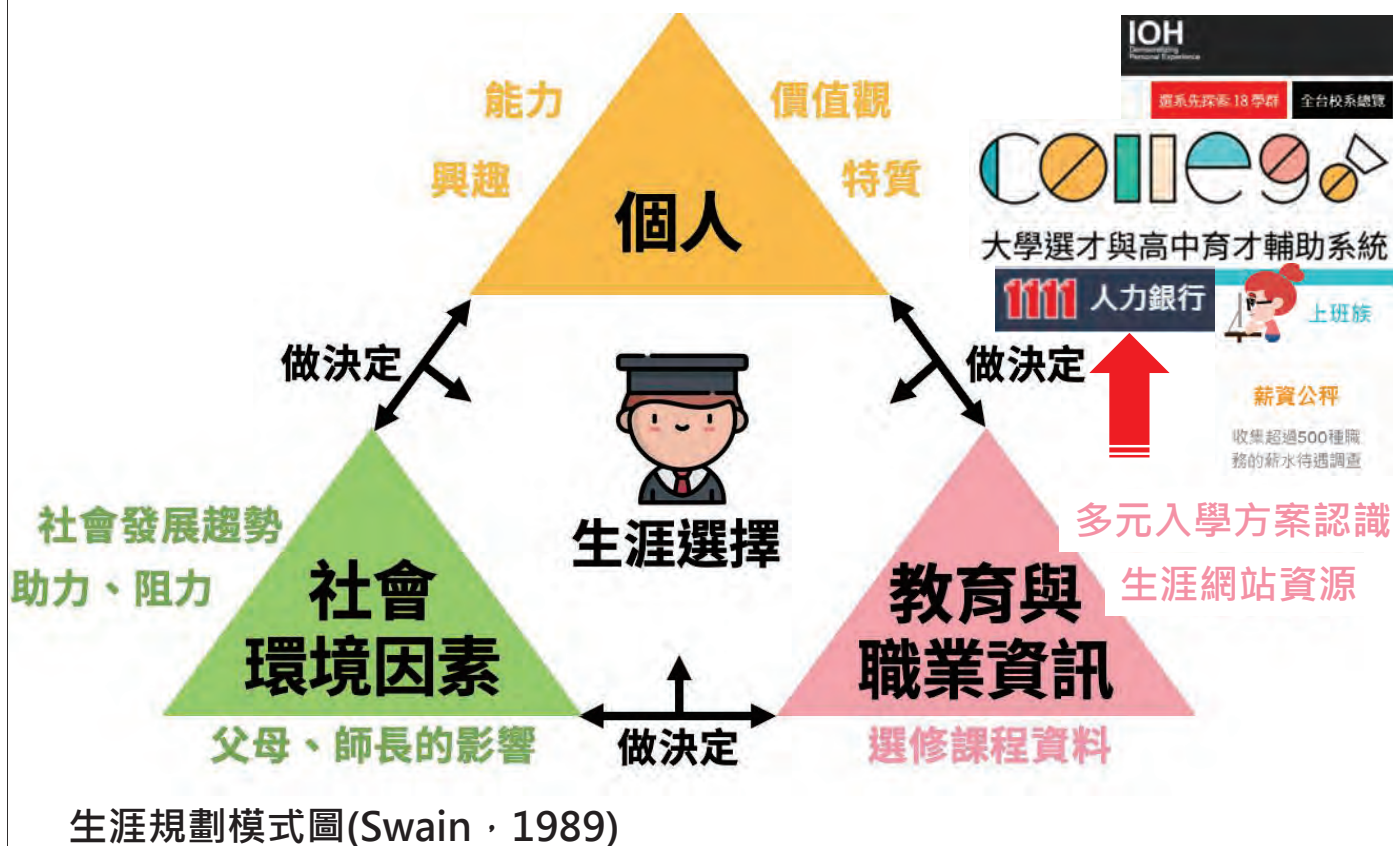 IOH
Democratizing
Personal Experience
選系先探索 18 學群
全台校系總覽
能力
價值觀
興趣
特質
個人
Collego
大學選才與高中育才輔助系統
1111 人力銀行
上班族
做決定
做決定
薪資公秤
收集超過500種職
務的薪水待遇調查
生涯選擇
社會發展趨勢
助力、阻力
社會
環境因素
多元入學方案認識
生涯網站資源
教育與
職業資訊
父母、師長的影響
做決定
選修課程資料
生涯規劃模式圖(Swain，1989)